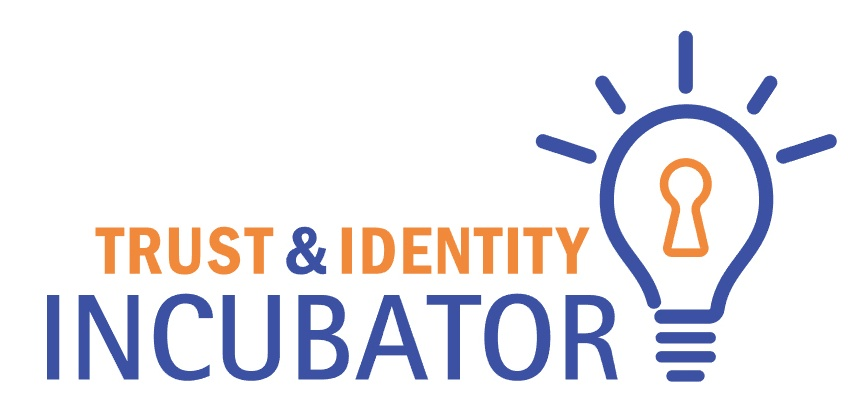 TRUST & IDENTITY
INCUBATOR